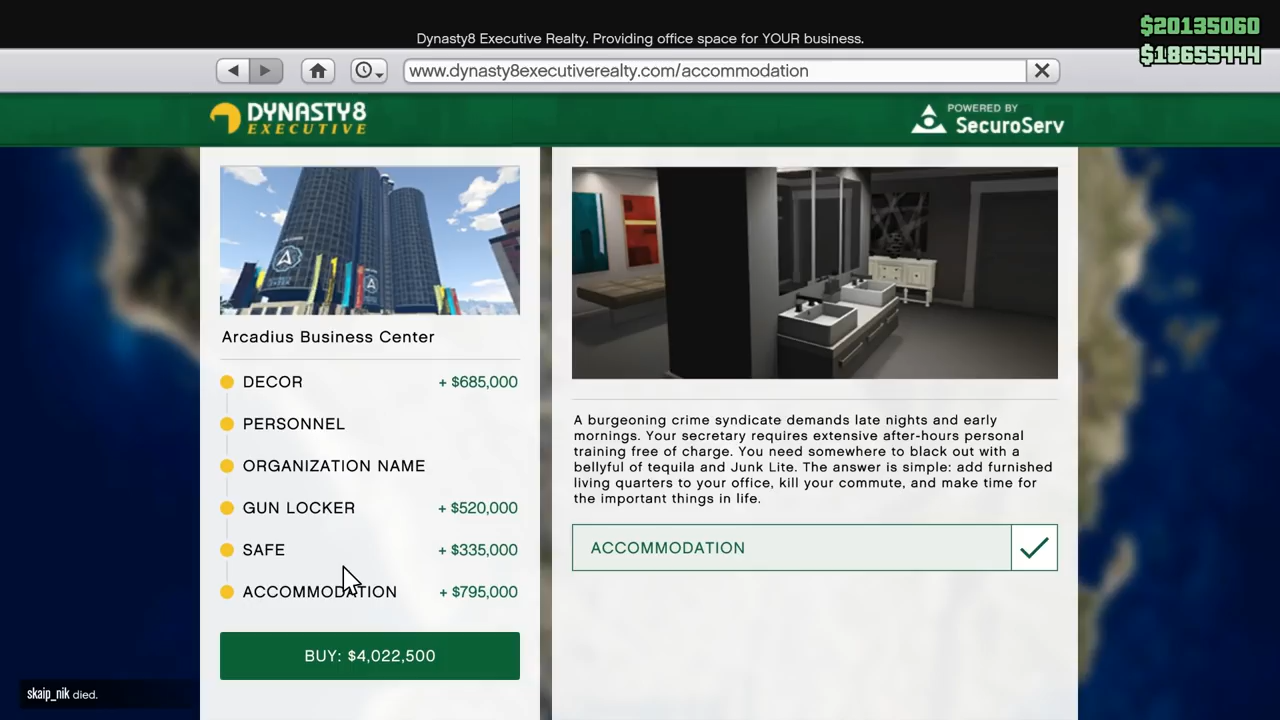 Dynasty8 Executive Realty. Providing office space for YOUR business.
$20135060
$18655444
www.dynasty8executiverealty.com/accommodation
DYNASTY8
EXECUTIVE
POWERED BY
SecuroServ
Arcadius Business Center
DECOR + $685,000
PERSONNEL
ORGANIZATION NAME
GUN LOCKER + $520,000
SAFE + $335,000
ACCOMMODATION + $795,000
BUY: $4,022,500
A burgeoning crime syndicate demands late nights and early
mornings. Your secretary requires extensive after-hours personal
training free of charge. You need somewhere to black out with a
bellyful of tequila and Junk Lite. The answer is simple: add furnished
living quarters to your office, kill your commute, and make time for
the important things in life.
ACCOMMODATION
skaip_nik died.